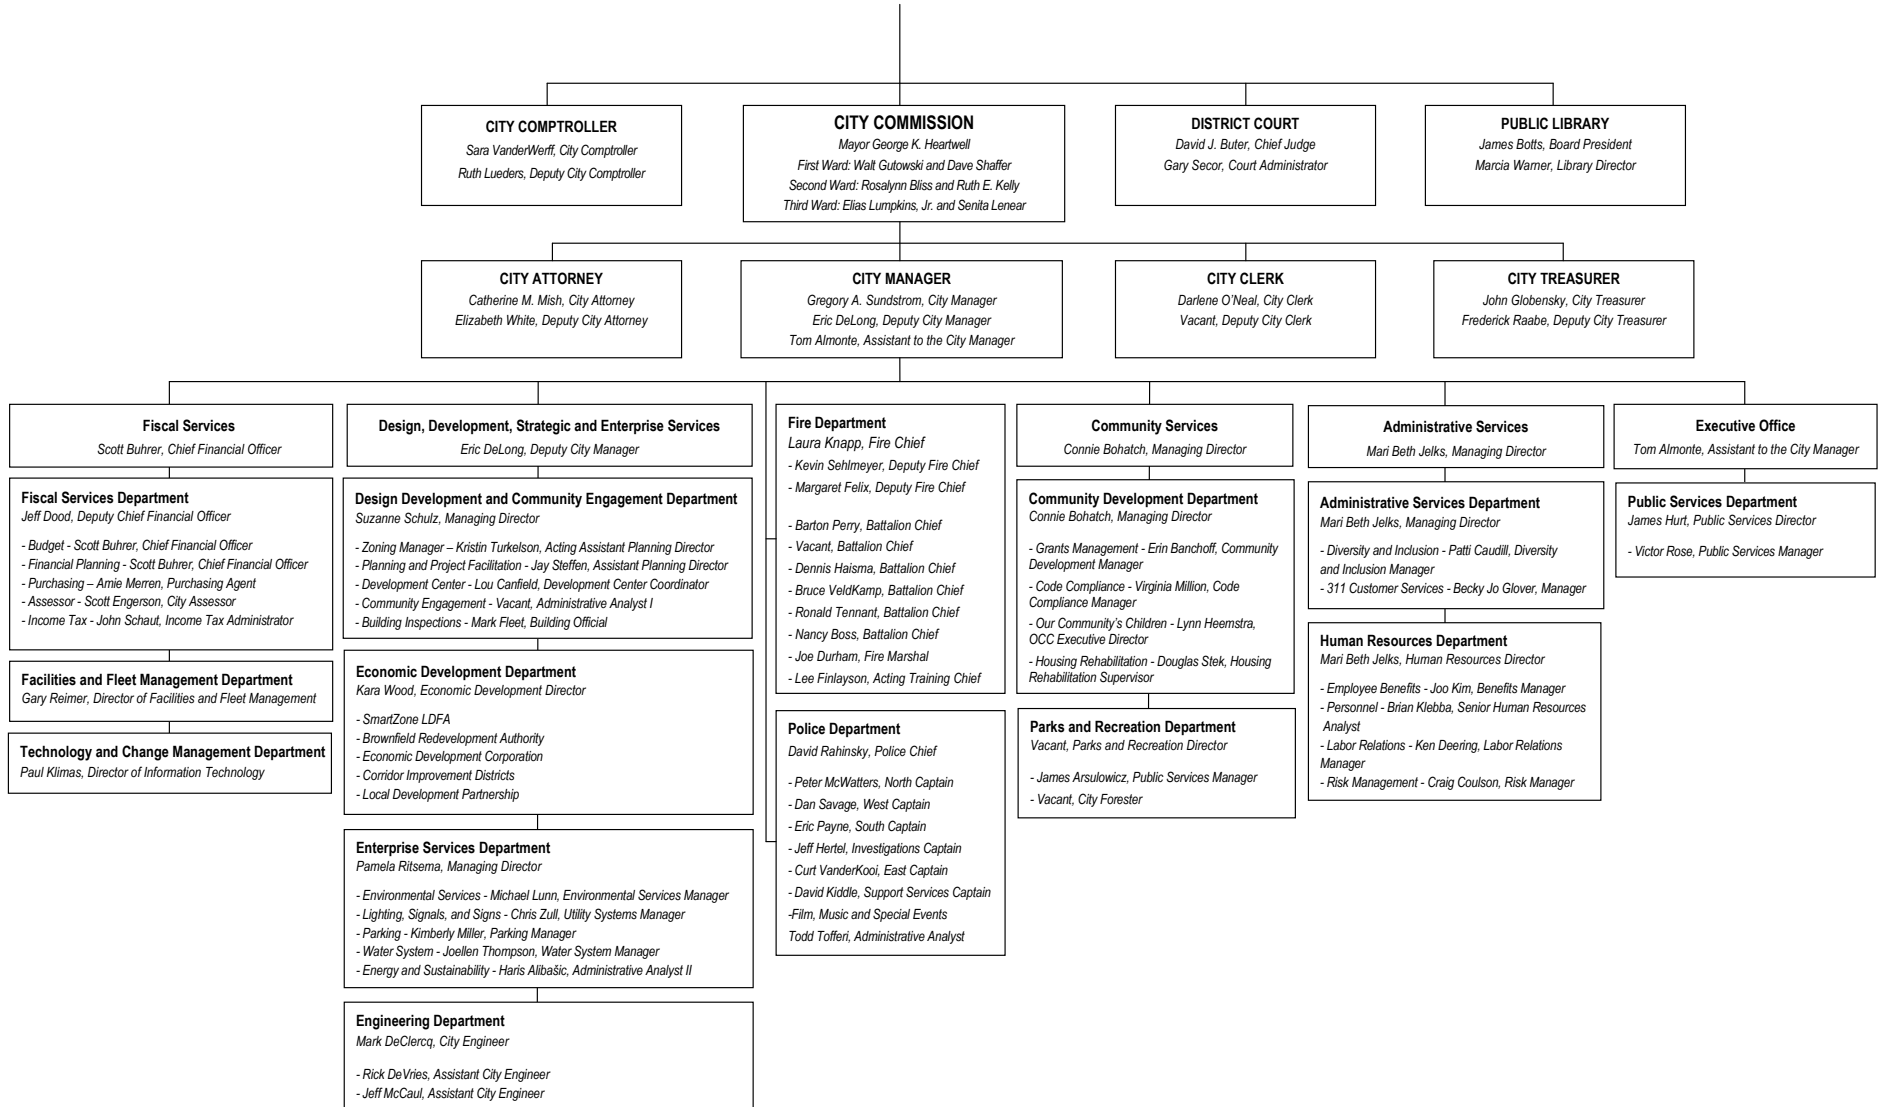 CITY COMPTROLLER
Sara VanderWerff, City Comptroller
Ruth Lueders, Deputy City Comptroller
CITY COMMISSION
Mayor George K. Heartwell
First Ward: Walt Gutowski and Dave Shaffer
Second Ward: Rosalynn Bliss and Ruth E. Kelly
Third Ward: Elias Lumpkins, Jr. and Senita Lenear
DISTRICT COURT
David J. Buter, Chief Judge
Gary Secor, Court Administrator
PUBLIC LIBRARY
James Botts, Board President
Marcia Warner, Library Director
CITY ATTORNEY
Catherine M. Mish, City Attorney
Elizabeth White, Deputy City Attorney
CITY MANAGER
Gregory A. Sundstrom, City Manager
Eric DeLong, Deputy City Manager
Tom Almonte, Assistant to the City Manager
CITY CLERK
Darlene O'Neal, City Clerk
Vacant, Deputy City Clerk
CITY TREASURER
John Globensky, City Treasurer
Frederick Raabe, Deputy City Treasurer
Fiscal Services
Scott Buhrer, Chief Financial Officer
Fiscal Services Department
Jeff Dood, Deputy Chief Financial Officer
- Budget - Scott Buhrer, Chief Financial Officer
- Financial Planning - Scott Buhrer, Chief Financial Officer
- Purchasing – Amie Merren, Purchasing Agent
- Assessor - Scott Engerson, City Assessor
- Income Tax - John Schaut, Income Tax Administrator
Facilities and Fleet Management Department
Gary Reimer, Director of Facilities and Fleet Management
Technology and Change Management Department
Paul Klimas, Director of Information Technology
Design, Development, Strategic and Enterprise Services
Eric DeLong, Deputy City Manager
Design Development and Community Engagement Department
Suzanne Schulz, Managing Director
- Zoning Manager – Kristin Turkelson, Acting Assistant Planning Director
- Planning and Project Facilitation - Jay Steffen, Assistant Planning Director
- Development Center - Lou Canfield, Development Center Coordinator
- Community Engagement - Vacant, Administrative Analyst I
- Building Inspections - Mark Fleet, Building Official
Economic Development Department
Kara Wood, Economic Development Director
- SmartZone LDFA
- Brownfield Redevelopment Authority
- Economic Development Corporation
- Corridor Improvement Districts
- Local Development Partnership
Enterprise Services Department
Pamela Ritsema, Managing Director
- Environmental Services - Michael Lunn, Environmental Services Manager
- Lighting, Signals, and Signs - Chris Zull, Utility Systems Manager
- Parking - Kimberly Miller, Parking Manager
- Water System - Joellen Thompson, Water System Manager
- Energy and Sustainability - Haris Alibašic, Administrative Analyst II
Engineering Department
Mark DeClercq, City Engineer
- Rick DeVries, Assistant City Engineer
- Jeff McCaul, Assistant City Engineer
Fire Department
Laura Knapp, Fire Chief
- Kevin Sehlmeyer, Deputy Fire Chief
- Margaret Felix, Deputy Fire Chief
- Barton Perry, Battalion Chief
- Vacant, Battalion Chief
- Dennis Haisma, Battalion Chief
- Bruce VeldKamp, Battalion Chief
- Ronald Tennant, Battalion Chief
- Nancy Boss, Battalion Chief
- Joe Durham, Fire Marshal
- Lee Finlayson, Acting Training Chief
Police Department
David Rahinsky, Police Chief
- Peter McWatters, North Captain
- Dan Savage, West Captain
- Eric Payne, South Captain
- Jeff Hertel, Investigations Captain
- Curt VanderKooi, East Captain
- David Kiddle, Support Services Captain
-Film, Music and Special Events
Todd Tofferi, Administrative Analyst
Community Services
Connie Bohatch, Managing Director
Community Development Department
Connie Bohatch, Managing Director
- Grants Management - Erin Banchoff, Community
Development Manager
- Code Compliance - Virginia Million, Code
Compliance Manager
- Our Community's Children - Lynn Heemstra,
OCC Executive Director
- Housing Rehabilitation - Douglas Stek, Housing
Rehabilitation Supervisor
Parks and Recreation Department
Vacant, Parks and Recreation Director
- James Arsulowicz, Public Services Manager
- Vacant, City Forester
Administrative Services
Mari Beth Jelks, Managing Director
Administrative Services Department
Mari Beth Jelks, Managing Director
- Diversity and Inclusion - Patti Caudill, Diversity
and Inclusion Manager
- 311 Customer Services - Becky Jo Glover, Manager
Human Resources Department
Mari Beth Jelks, Human Resources Director
- Employee Benefits - Joo Kim, Benefits Manager
- Personnel - Brian Klebba, Senior Human Resources
Analyst
- Labor Relations - Ken Deering, Labor Relations
Manager
- Risk Management - Craig Coulson, Risk Manager
Executive Office
Tom Almonte, Assistant to the City Manager
Public Services Department
James Hurt, Public Services Director
- Victor Rose, Public Services Manager